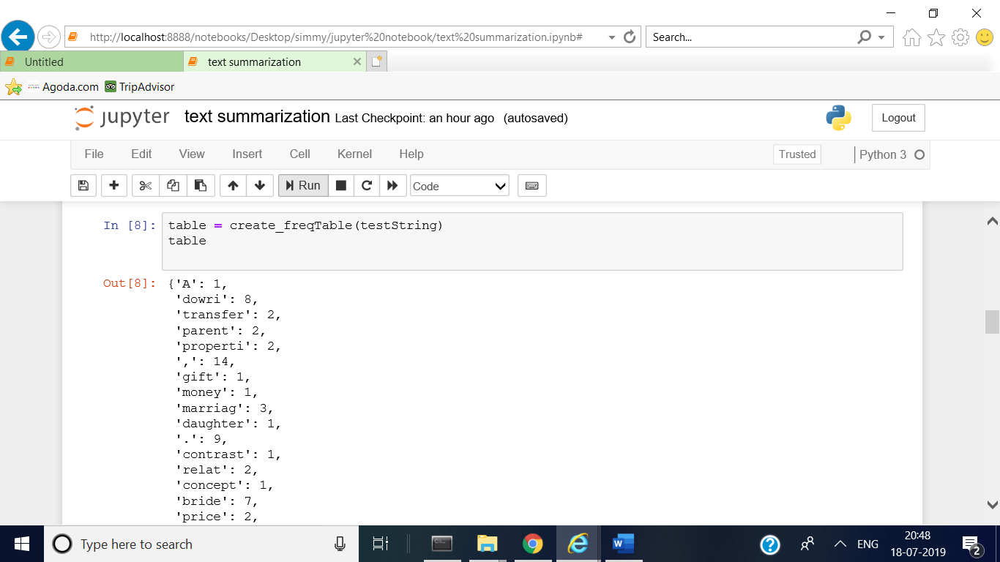 http://localhost:8888/notebooks/Desktop/simmy/jupyter%20notebook/text%20summarization.ipynb#
Search...
Untitled
text summarization
Agoda.com
TripAdvisor
jupyter
text summarization Last Checkpoint: an hour ago (autosaved)
Logout
File Edit View Insert Cell Kernel Help
Trusted
Python 3
Run
Code
In [8]:
table = create_freqTable(testString)
table
Out[8]:
{'A': 1,
'dowri': 8,
'transfer': 2,
'parent': 2,
'properti': 2,
',': 14,
'gift': 1,
'money': 1,
'marriag': 3,
'daughter': 1,
'.': 9,
'contrast': 1,
'relat': 2,
'concept': 1,
'bride': 7,
'price': 2,
Type here to search
ENG
20:48
18-07-2019
2